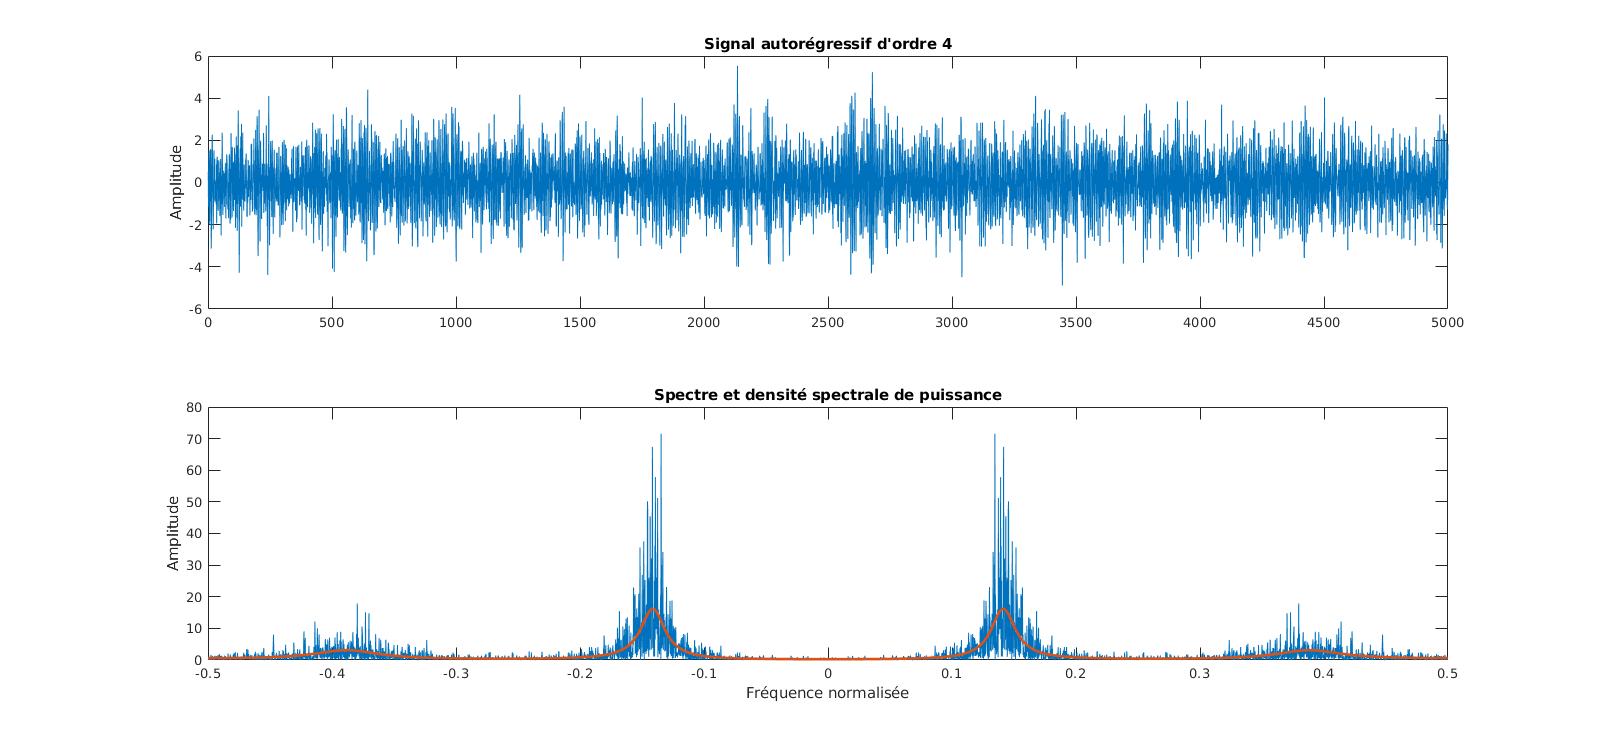 Signal autorégressif d'ordre 4
6
4
2
0
-2
-4
-6
Amplitude
0 500 1000 1500 2000 2500 3000 3500 4000 4500 5000
Spectre et densité spectrale de puissance
80
70
60
50
40
30
20
10
0
Amplitude
-0.5 -0.4 -0.3 -0.2 -0.1 0 0.1 0.2 0.3 0.4 0.5
Fréquence normalisée